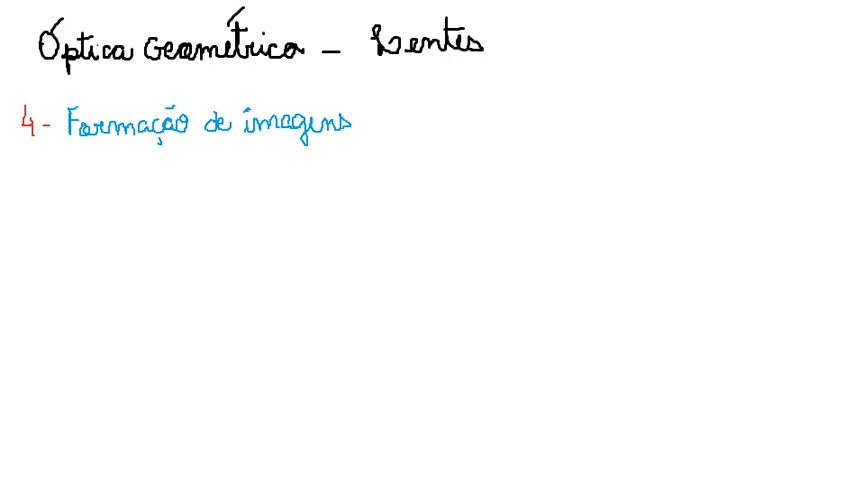 Óptica Geométrica - Lentes
4 - Formação de imagens